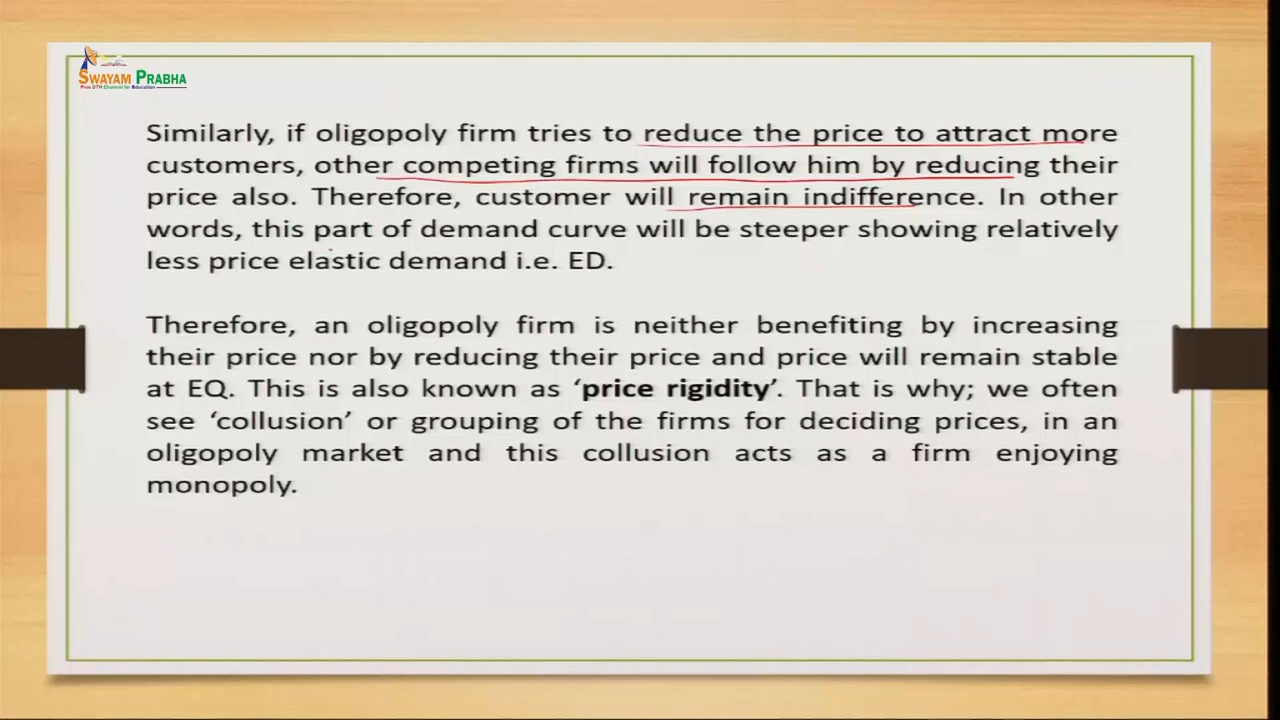 SWAYAM PRABHA
Free DTH Channel for Education
Similarly, if oligopoly firm tries to reduce the price to attract more
customers, other competing firms will follow him by reducing their
price also. Therefore, customer will remain indifference. In other
words, this part of demand curve will be steeper showing relatively
less price elastic demand i.e. ED.
Therefore, an oligopoly firm is neither benefiting by increasing
their price nor by reducing their price and price will remain stable
at EQ. This is also known as ‘price rigidity’. That is why; we often
see ‘collusion’ or grouping of the firms for deciding prices, in an
oligopoly market and this collusion acts as a firm enjoying
monopoly.